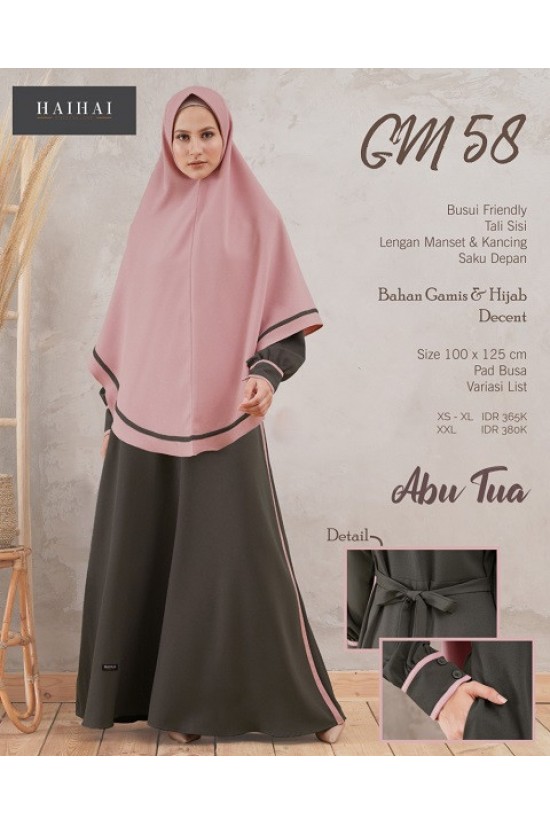 HAIHAI
GM 58
Busui Friendly
Tali Sisi
Lengan Manset & Kancing
Saku Depan
Bahan Gamis & Hijab
Decent
Size 100 x 125 cm
Pad Busa
Variasi List
XS - XL IDR 365K
XXL IDR 380K
Abu Tua
Detail